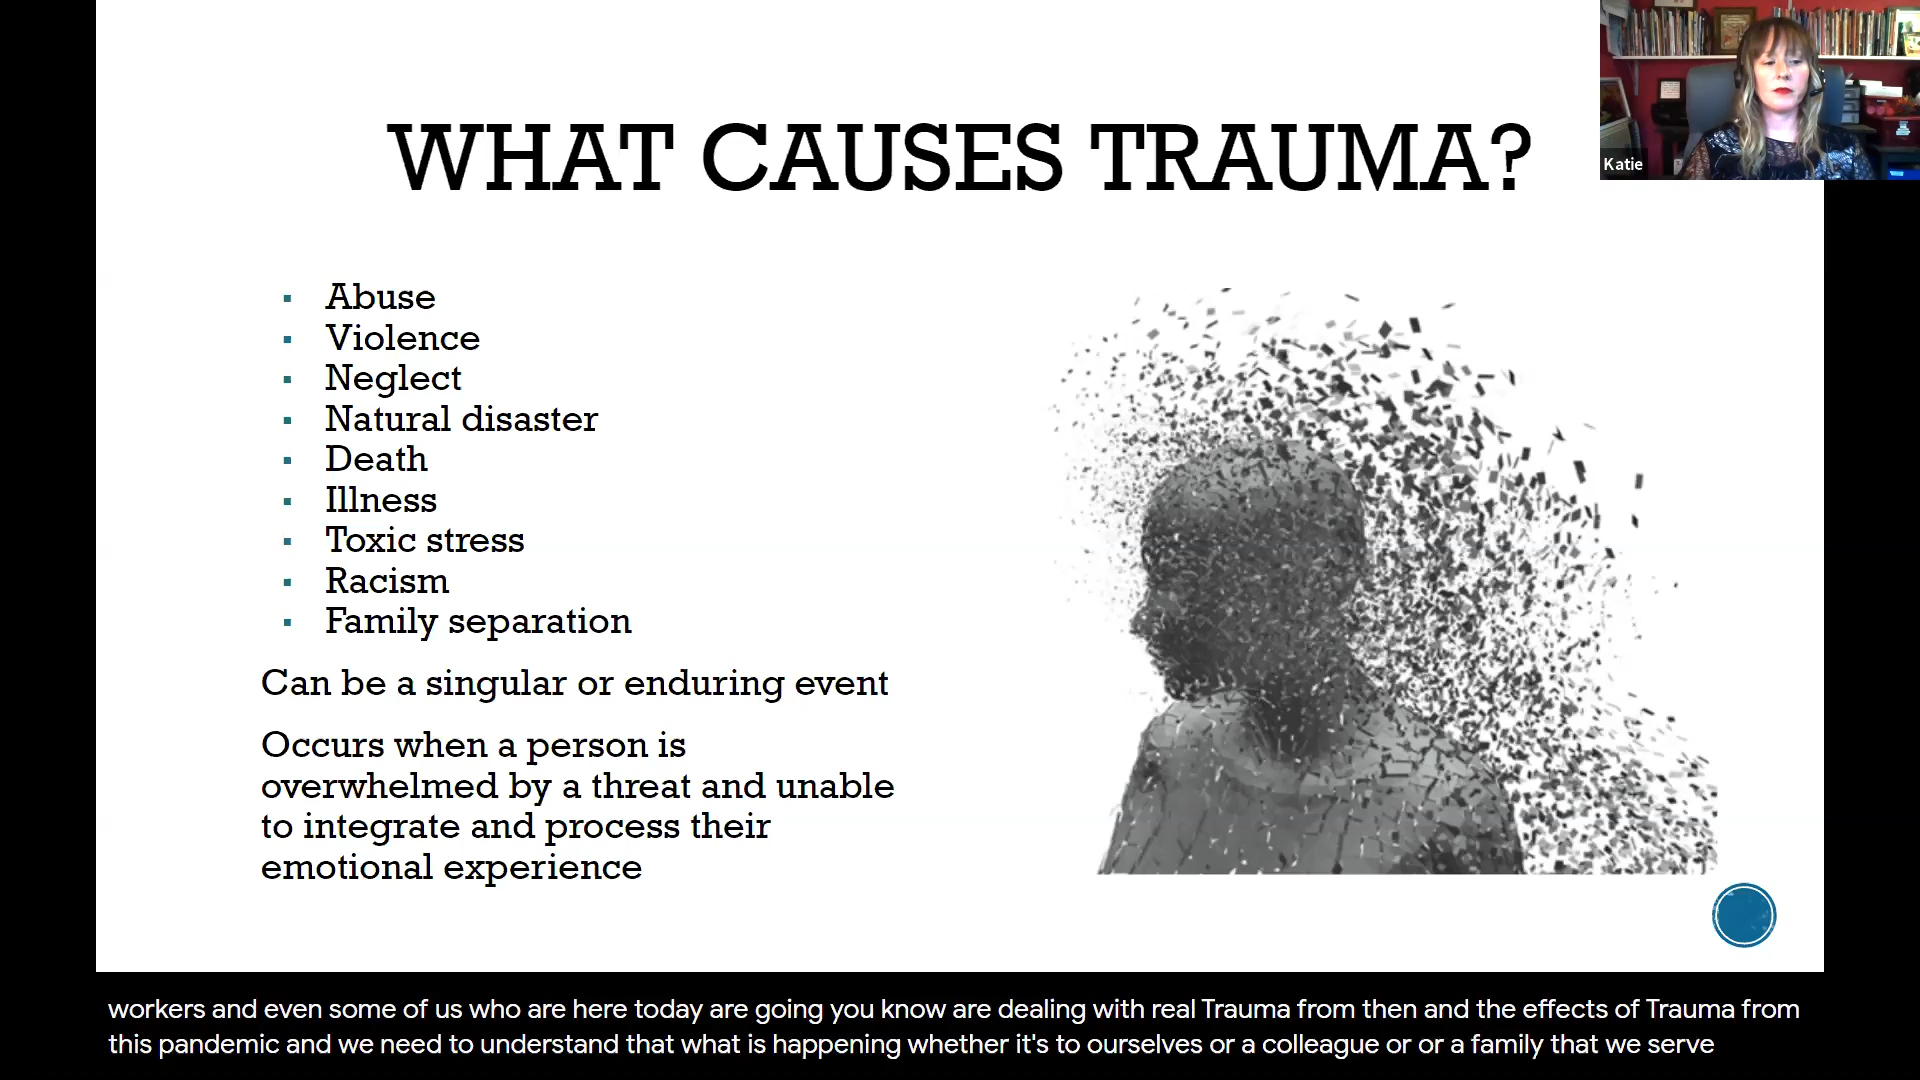 WHAT CAUSES TRAUMA?
Katie
▪ Abuse
▪ Violence
▪ Neglect
▪ Natural disaster
▪ Death
▪ Illness
▪ Toxic stress
▪ Racism
▪ Family separation
Can be a singular or enduring event
Occurs when a person is
overwhelmed by a threat and unable
to integrate and process their
emotional experience
workers and even some of us who are here today are going you know are dealing with real Trauma from then and the effects of Trauma from
this pandemic and we need to understand that what is happening whether it's to ourselves or a colleague or or a family that we serve